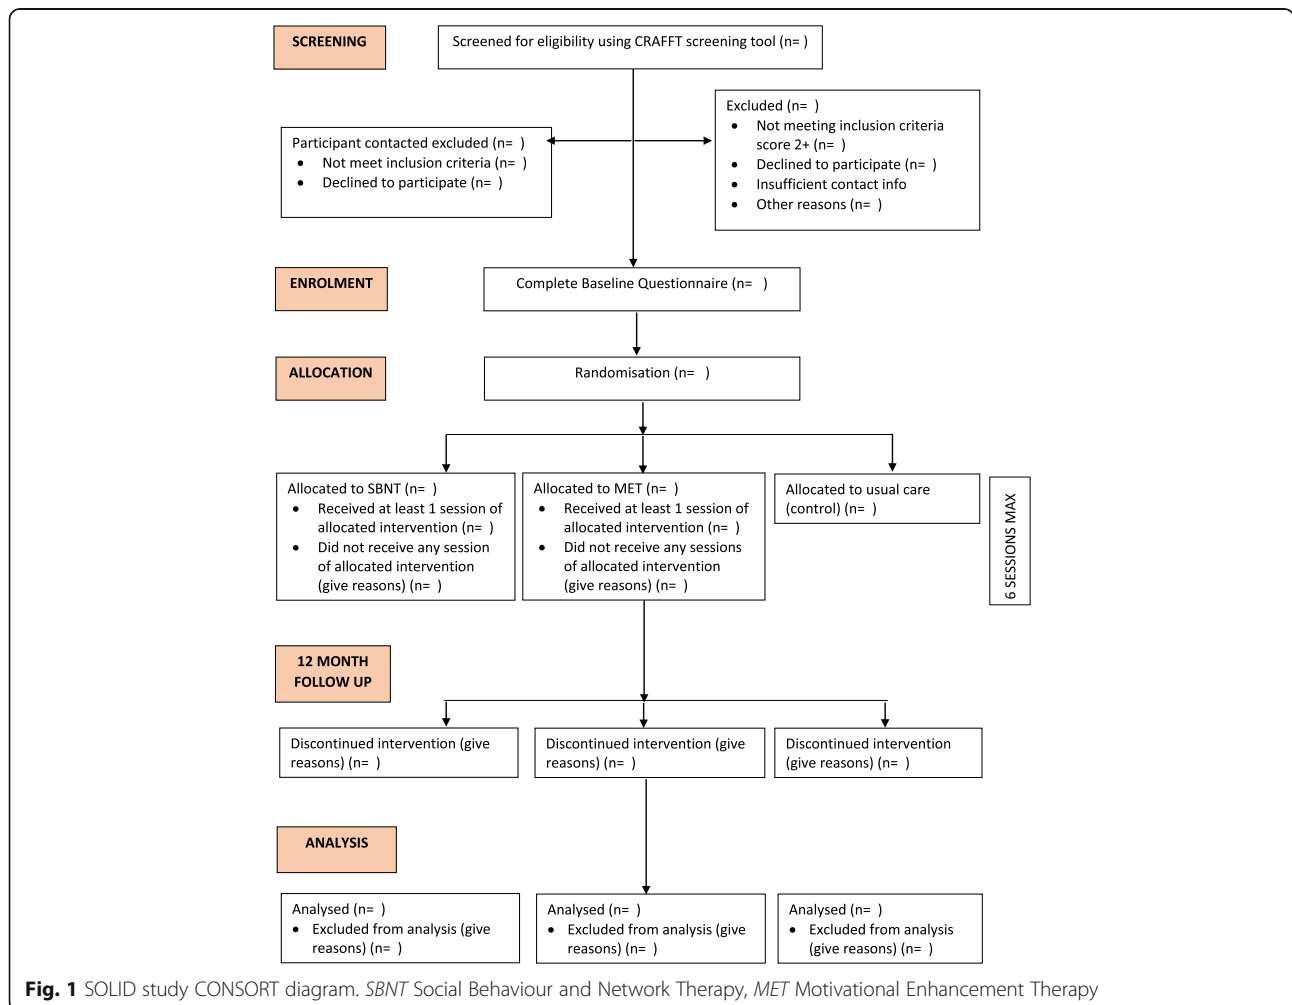 SCREENING
Screened for eligibility using CRAFFT screening tool (n= )
Excluded (n=  )
• Not meeting inclusion criteria
score 2+ (n=  )
• Declined to participate (n=  )
• Insufficient contact info
• Other reasons (n=  )
Participant contacted excluded (n=  )
• Not meet inclusion criteria (n=  )
• Declined to participate (n=  )
ENROLMENT
Complete Baseline Questionnaire (n=   )
ALLOCATION
Randomisation (n=   )
Allocated to SBNT (n=  )
• Received at least 1 session of
allocated intervention (n=  )
• Did not receive any session
of allocated intervention
(give reasons) (n=  )
Allocated to MET (n=  )
• Received at least 1 session of
allocated intervention (n=  )
• Did not receive any sessions
of allocated intervention
(give reasons) (n=  )
Allocated to usual care
(control) (n=  )
6 SESSIONS MAX
12 MONTH
FOLLOW UP
Discontinued intervention (give
reasons) (n=  )
Discontinued intervention (give
reasons) (n=  )
Discontinued intervention
(give reasons) (n=  )
ANALYSIS
Analysed (n=  )
• Excluded from analysis (give
reasons) (n=  )
Analysed (n=  )
• Excluded from analysis (give
reasons) (n=  )
Analysed (n=  )
• Excluded from analysis
(give reasons) (n=  )
Fig. 1 SOLID study CONSORT diagram. SBNT Social Behaviour and Network Therapy, MET Motivational Enhancement Therapy